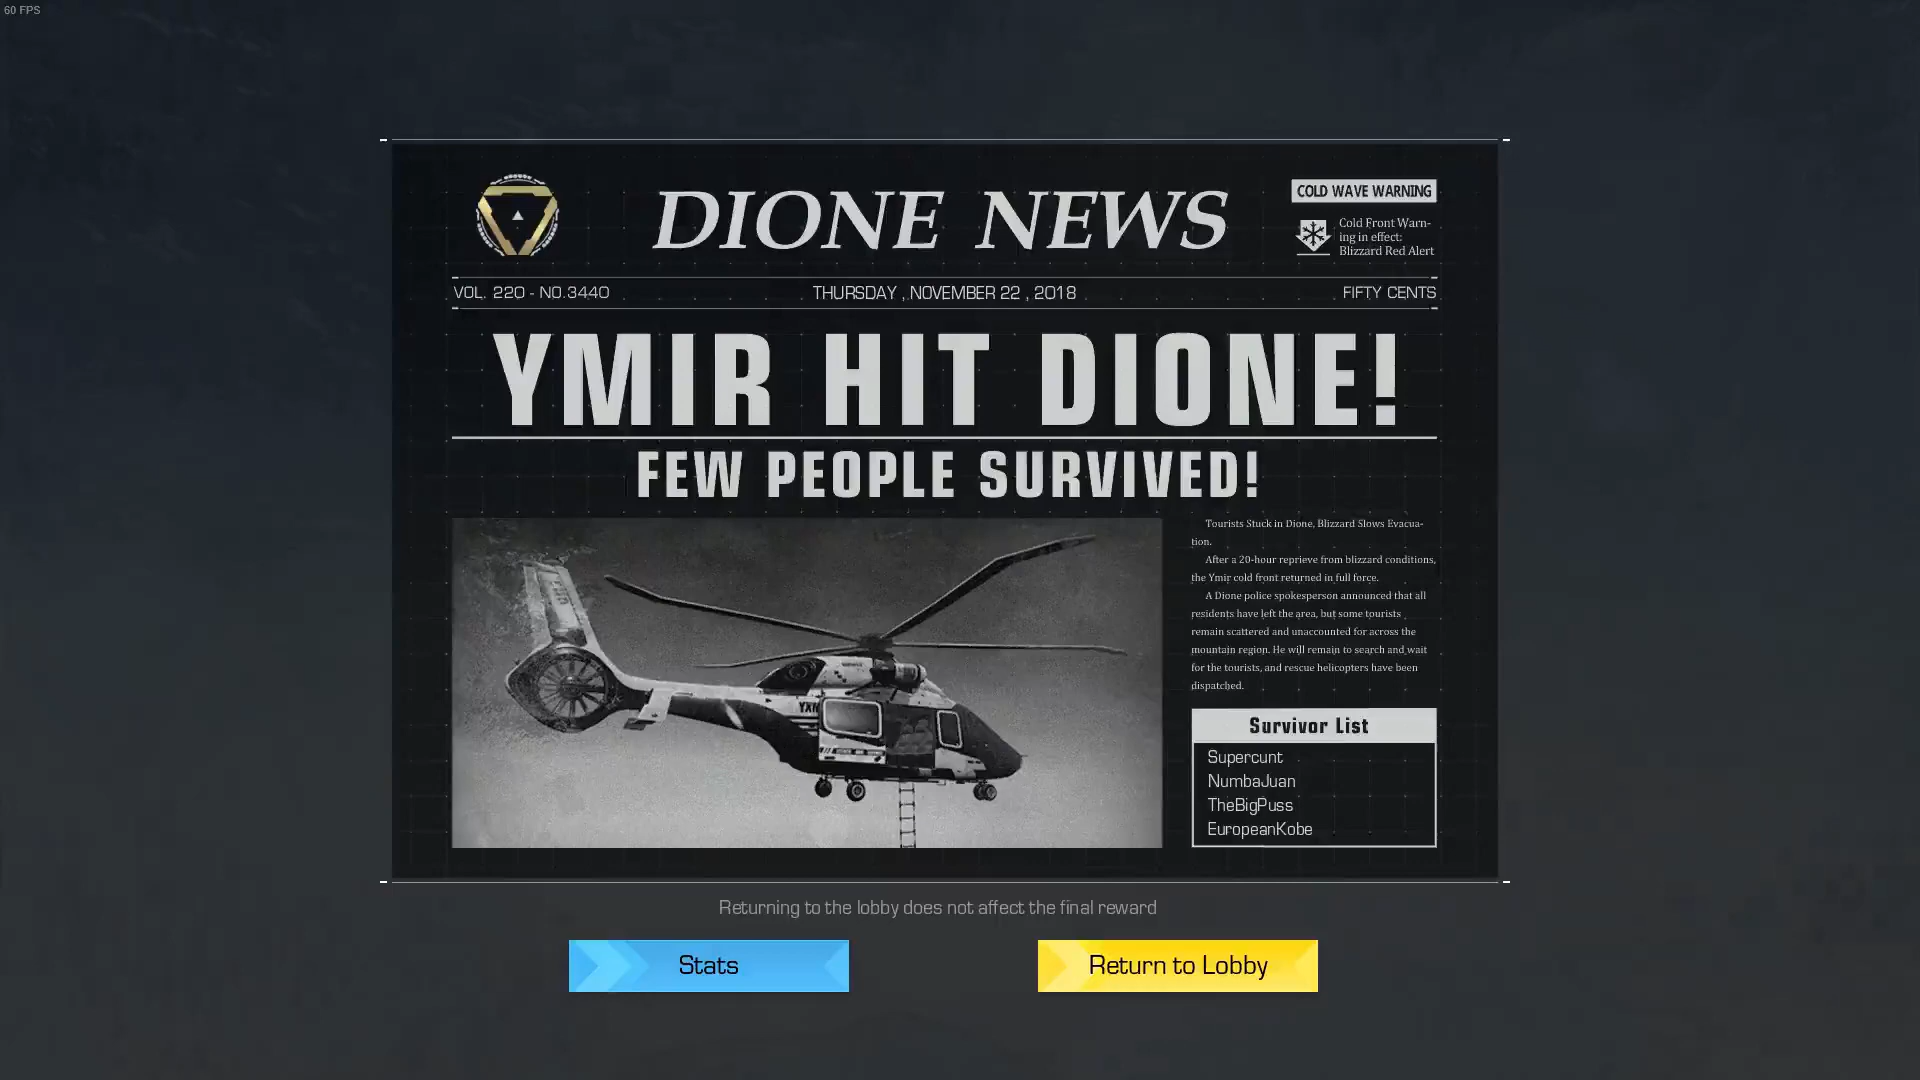 60 FPS
DIONE NEWS
COLD WAVE WARNING
Cold Front Warn-
ing in effect:
Blizzard Red Alert
VOL. 220 - NO.3440
THURSDAY , NOVEMBER 22 , 2018
FIFTY CENTS
YMIR HIT DIONE!
FEW PEOPLE SURVIVED!
Tourists Stuck in Dione, Blizzard Slows Evacua-
tion.
After a 20-hour reprieve from blizzard conditions,
the Ymir cold front returned in full force.
A Dione police spokesperson announced that all
residents have left the area, but some tourists
remain scattered and unaccounted for across the
mountain region. He will remain to search and wait
for the tourists, and rescue helicopters have been
dispatched.
Survivor List
Supercunt
NumbaJuan
TheBigPuss
EuropeanKobe
Returning to the lobby does not affect the final reward
Stats
Return to Lobby